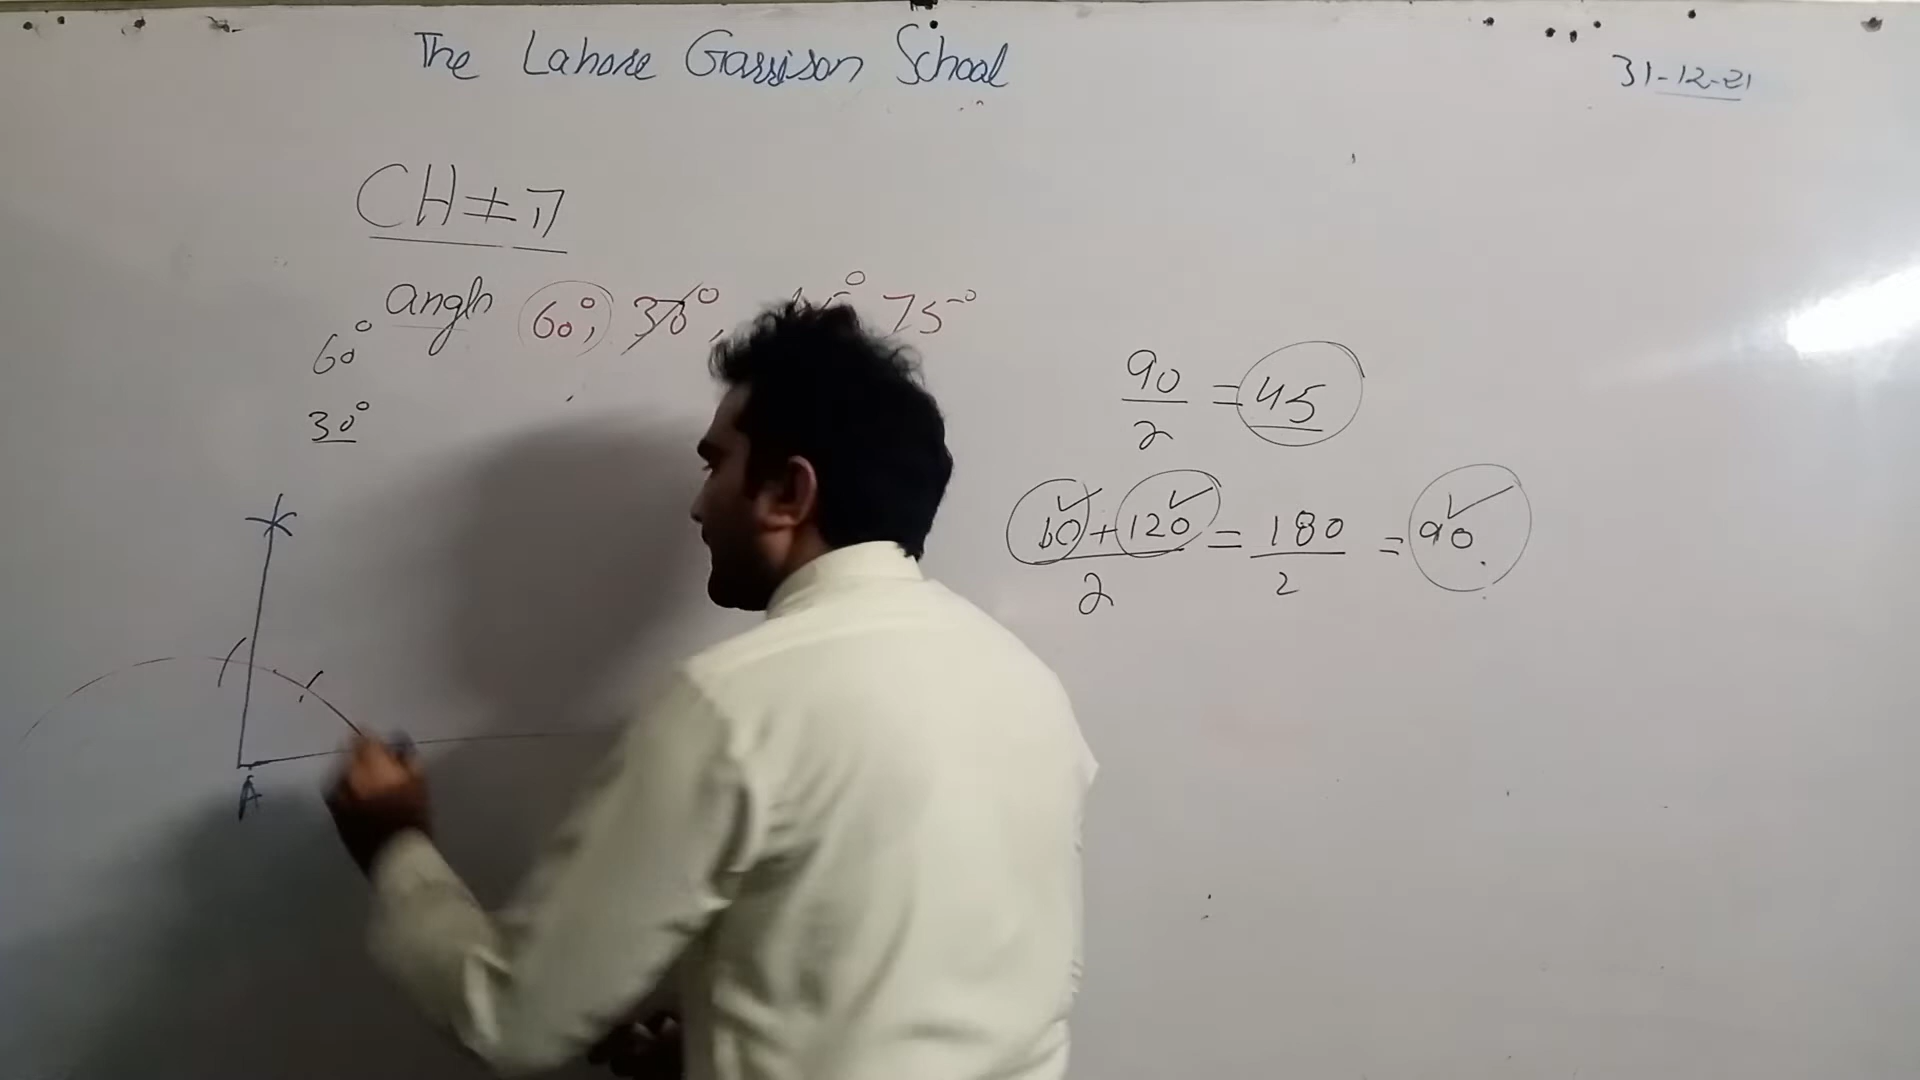 The Lahore Garrison School
31-12-21
CH # 7
angle 60°, 30°, 75°
60°
30°
90/2 = 45
60+120/2 = 180/2 = 90
A